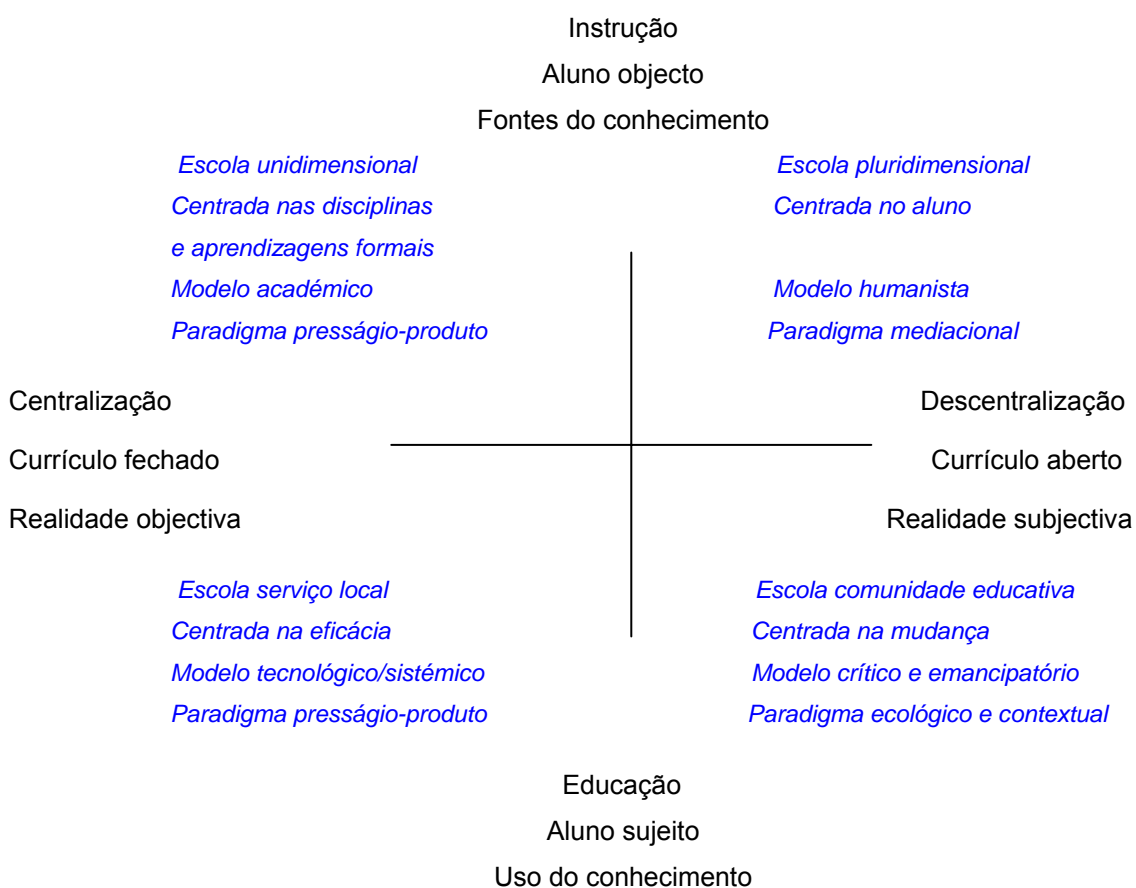 Instrução
Aluno objecto
Fontes do conhecimento
Escola unidimensional
Centrada nas disciplinas
e aprendizagens formais
Modelo académico
Paradigma presságio-produto
Escola pluridimensional
Centrada no aluno
Modelo humanista
Paradigma mediacional
Centralização
Currículo fechado
Realidade objectiva
Descentralização
Currículo aberto
Realidade subjectiva
Escola serviço local
Centrada na eficácia
Modelo tecnológico/sistémico
Paradigma presságio-produto
Escola comunidade educativa
Centrada na mudança
Modelo crítico e emancipatório
Paradigma ecológico e contextual
Educação
Aluno sujeito
Uso do conhecimento